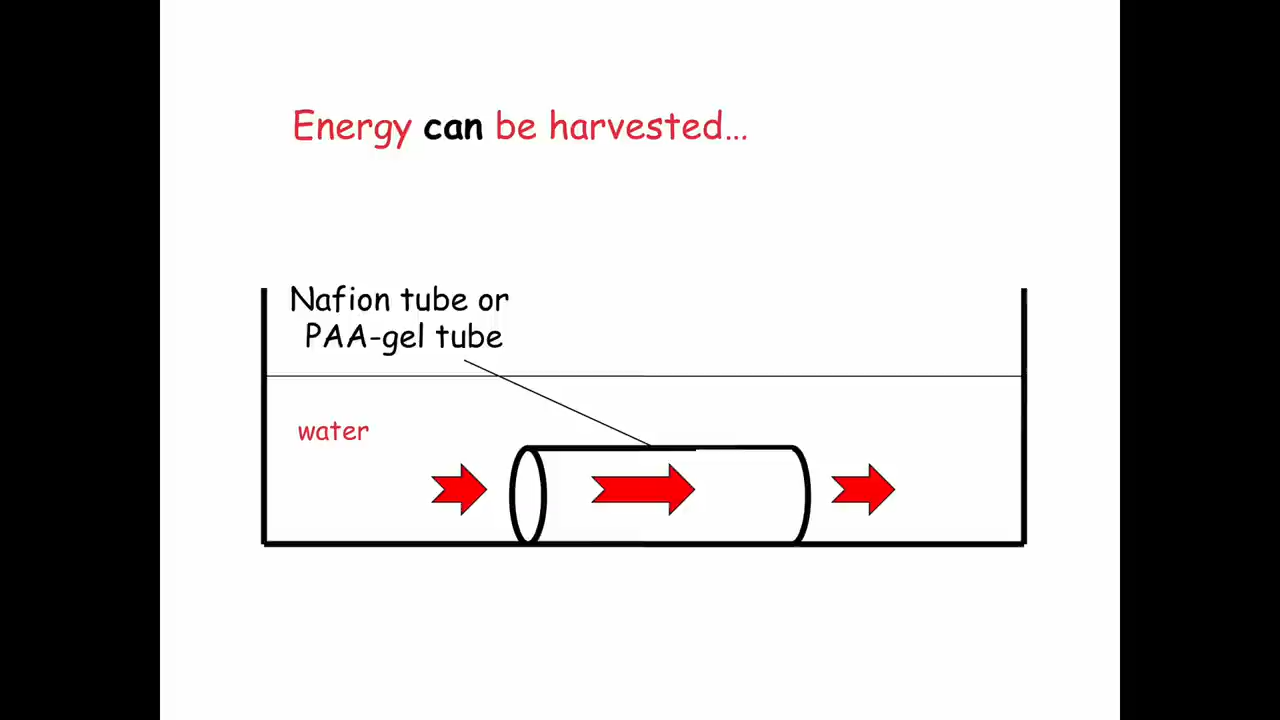 Energy can be harvested…
Nafion tube or
PAA-gel tube
water